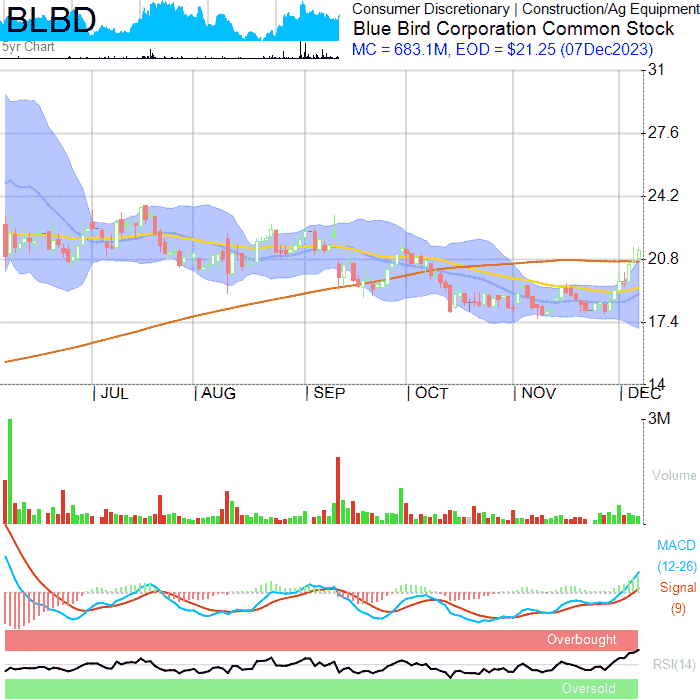 BLBD
5yr Chart
Consumer Discretionary | Construction/Ag Equipment
Blue Bird Corporation Common Stock
MC = 683.1M, EOD = $21.25 (07Dec2023)
31
27.6
24.2
20.8
17.4
14
JUL
AUG
SEP
OCT
NOV
DEC
3M
Volume
MACD
(12-26)
Signal
(9)
Overbought
RSI(14)
Oversold